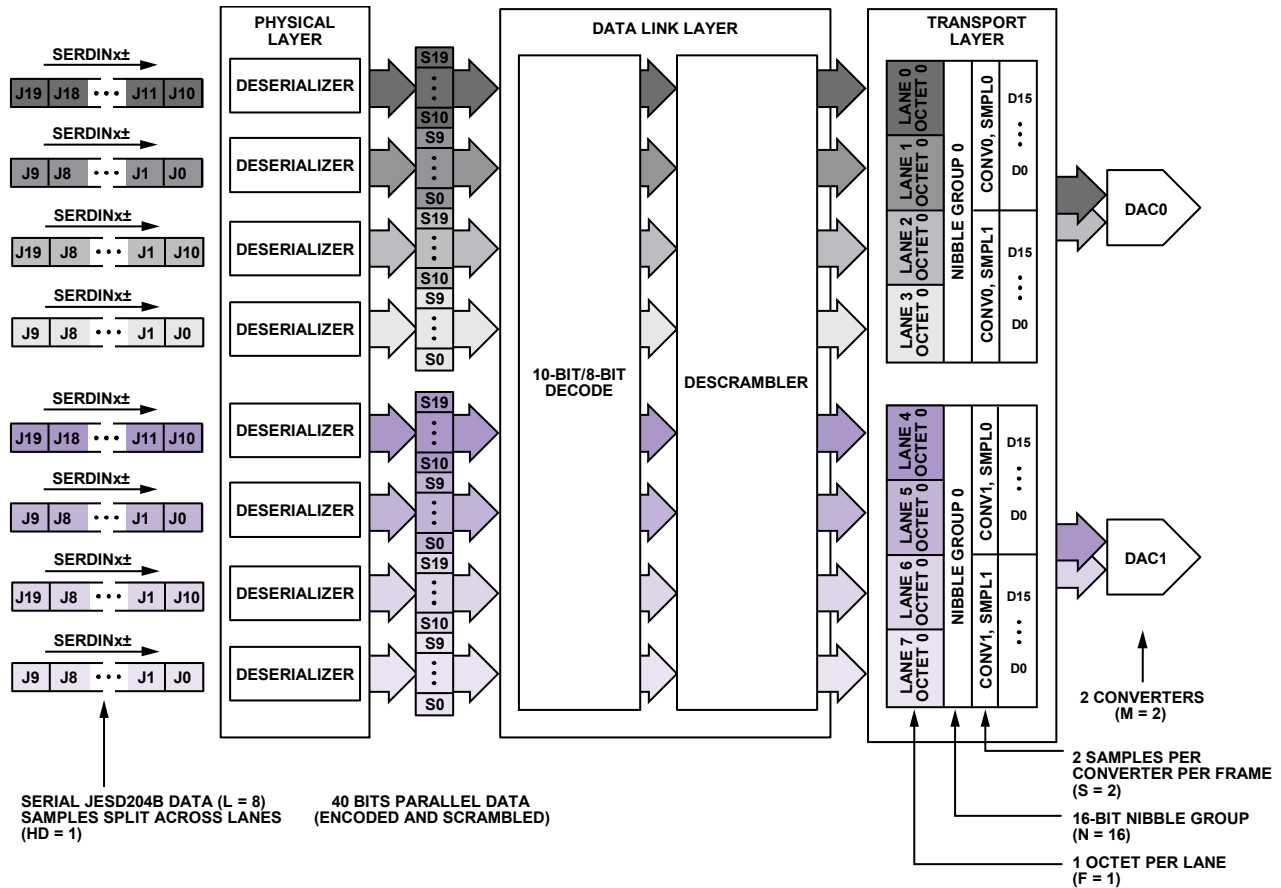 PHYSICAL
LAYER
DATA LINK LAYER
TRANSPORT
LAYER
SERDINx±
J19 J18 ••• J11 J10
SERDINx±
J9 J8 ••• J1 J0
SERDINx±
J19 J8 ••• J1 J10
SERDINx±
J9 J8 ••• J1 J0
SERDINx±
J19 J18 ••• J11 J10
SERDINx±
J9 J8 ••• J1 J0
SERDINx±
J19 J8 ••• J1 J10
SERDINx±
J9 J8 ••• J1 J0
DESERIALIZER
DESERIALIZER
DESERIALIZER
DESERIALIZER
DESERIALIZER
DESERIALIZER
DESERIALIZER
DESERIALIZER
S19
S10
S9
S0
S19
S10
S9
S0
S19
S10
S9
S0
S19
S10
S9
S0
10-BIT/8-BIT
DECODE
DESCRAMBLER
LANE 0
OCTET 0
LANE 1
OCTET 0
LANE 2
OCTET 0
LANE 3
OCTET 0
NIBBLE GROUP 0
CONV0, SMPL0
CONV0, SMPL1
D15
D0
D15
D0
DAC0
LANE 4
OCTET 0
LANE 5
OCTET 0
LANE 6
OCTET 0
LANE 7
OCTET 0
NIBBLE GROUP 0
CONV1, SMPL0
CONV1, SMPL1
D15
D0
D15
D0
DAC1
2 CONVERTERS
(M = 2)
2 SAMPLES PER
CONVERTER PER FRAME
(S = 2)
16-BIT NIBBLE GROUP
(N = 16)
1 OCTET PER LANE
(F = 1)
SERIAL JESD204B DATA (L = 8)
SAMPLES SPLIT ACROSS LANES
(HD = 1)
40 BITS PARALLEL DATA
(ENCODED AND SCRAMBLED)